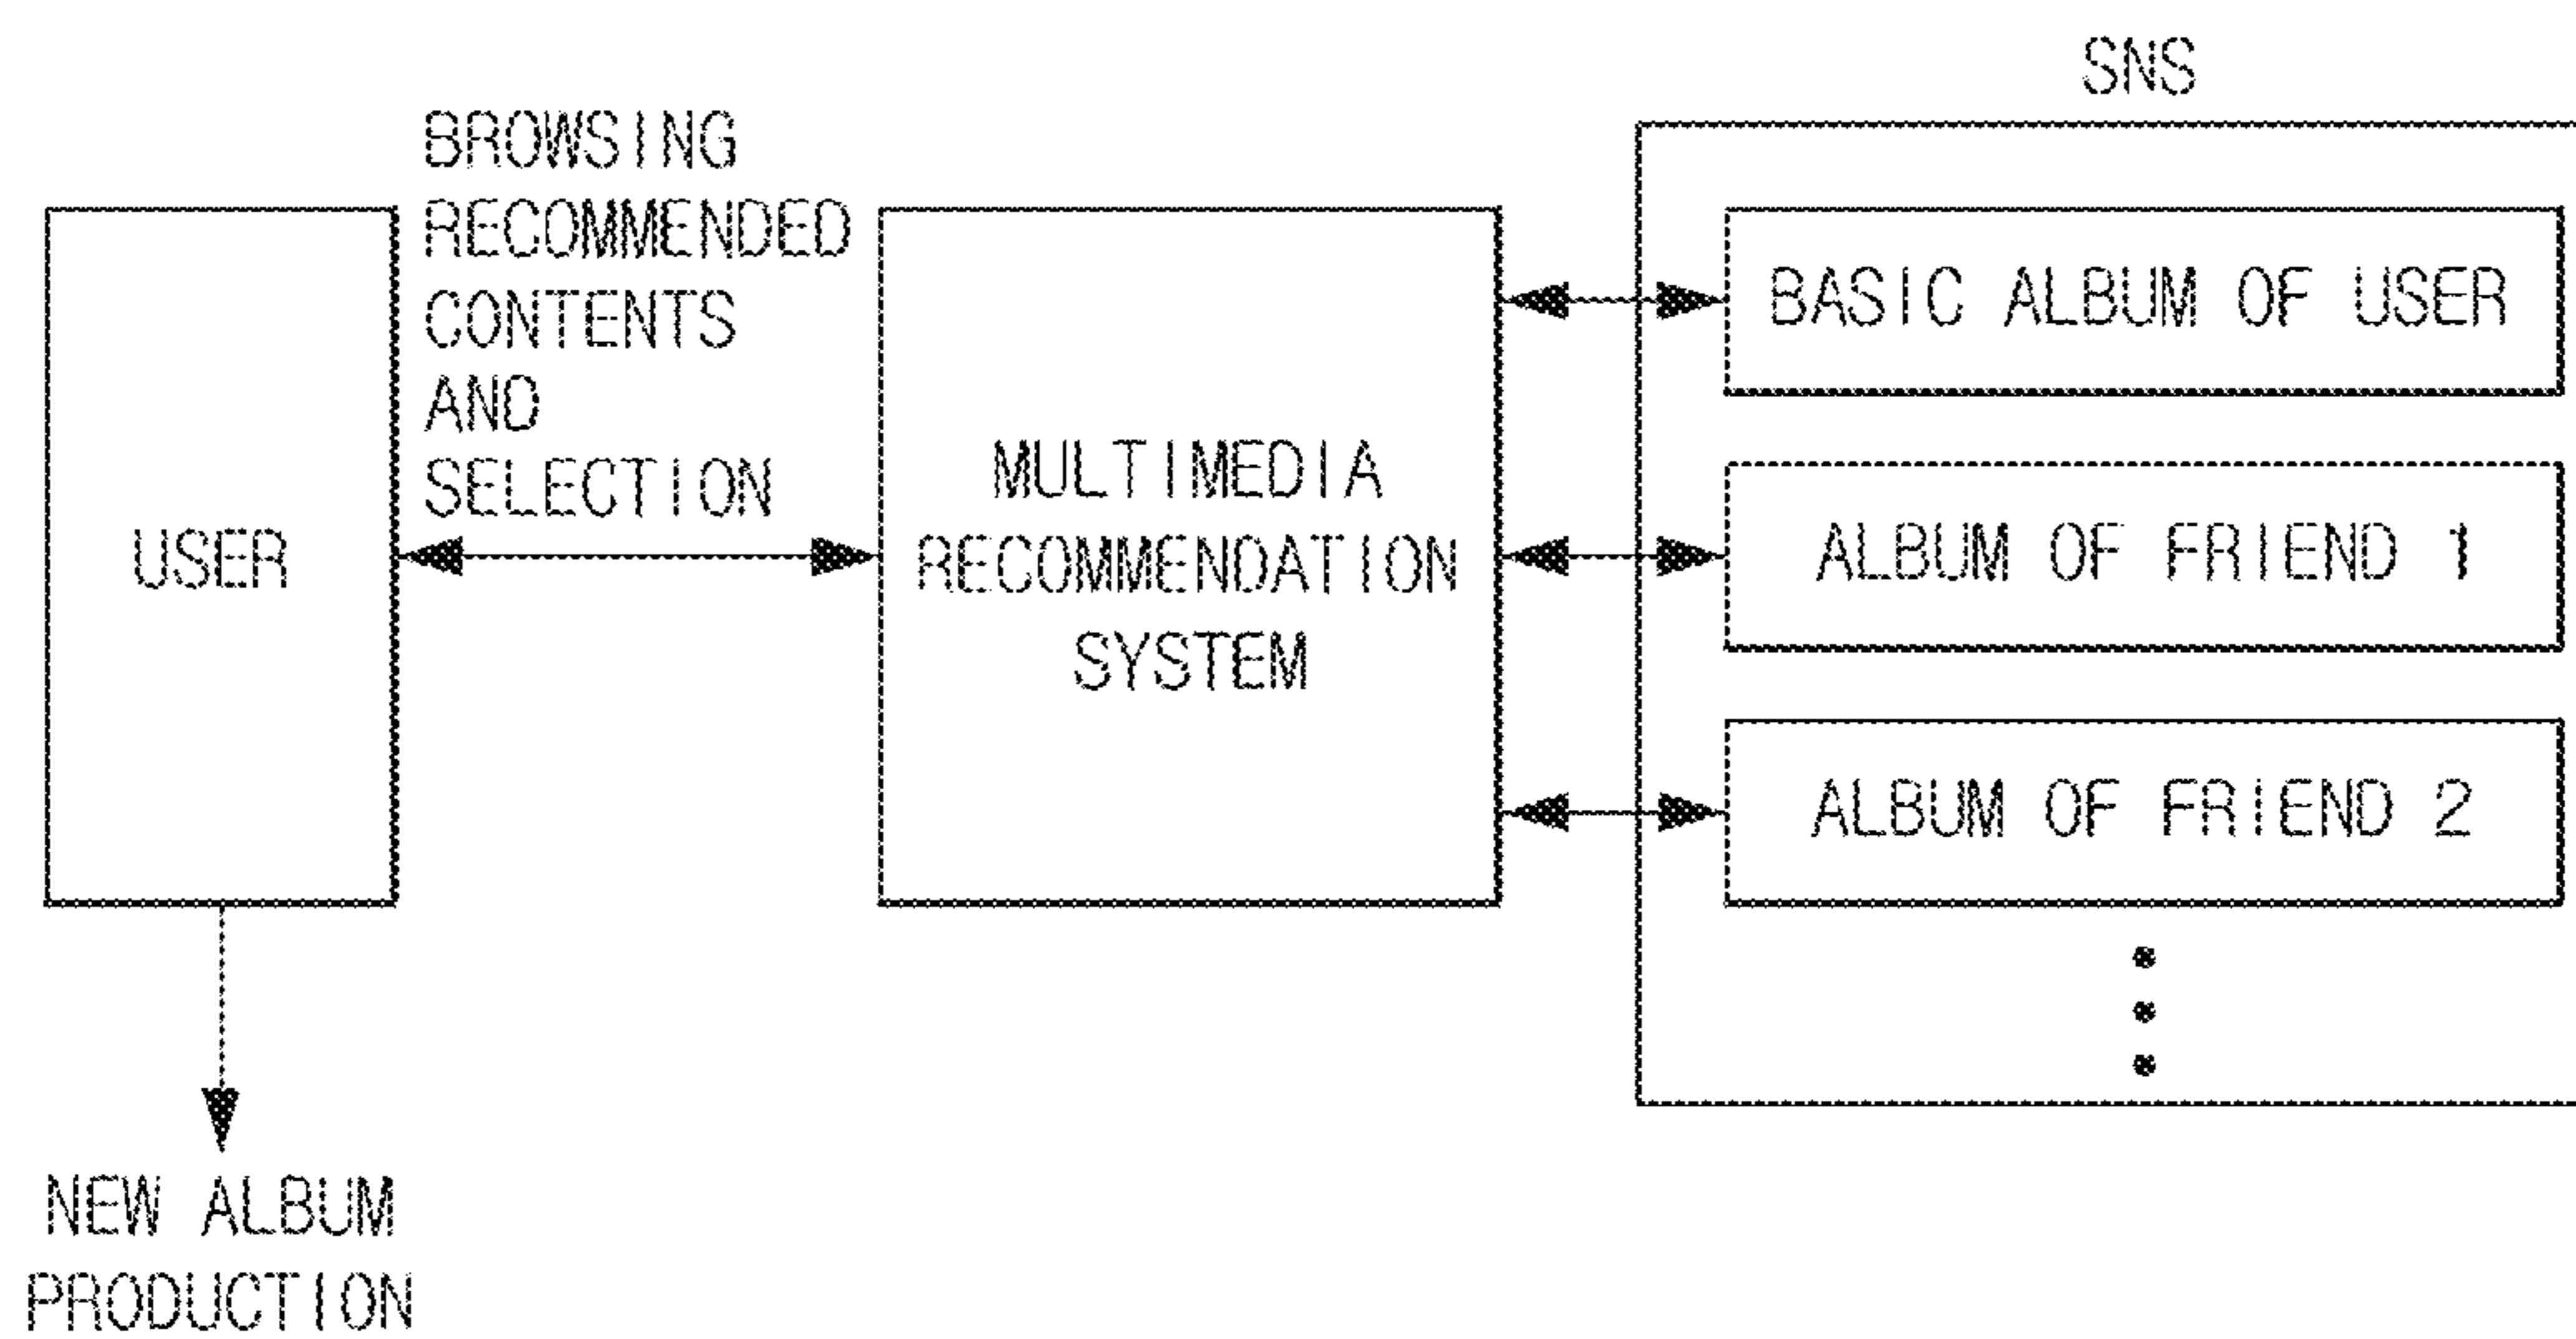 SNS
BROWSING
RECOMMENDED
CONTENTS
AND
SELECTION
USER
MULTIMEDIA
RECOMMENDATION
SYSTEM
BASIC ALBUM OF USER
ALBUM OF FRIEND 1
ALBUM OF FRIEND 2
NEW ALBUM
PRODUCTION